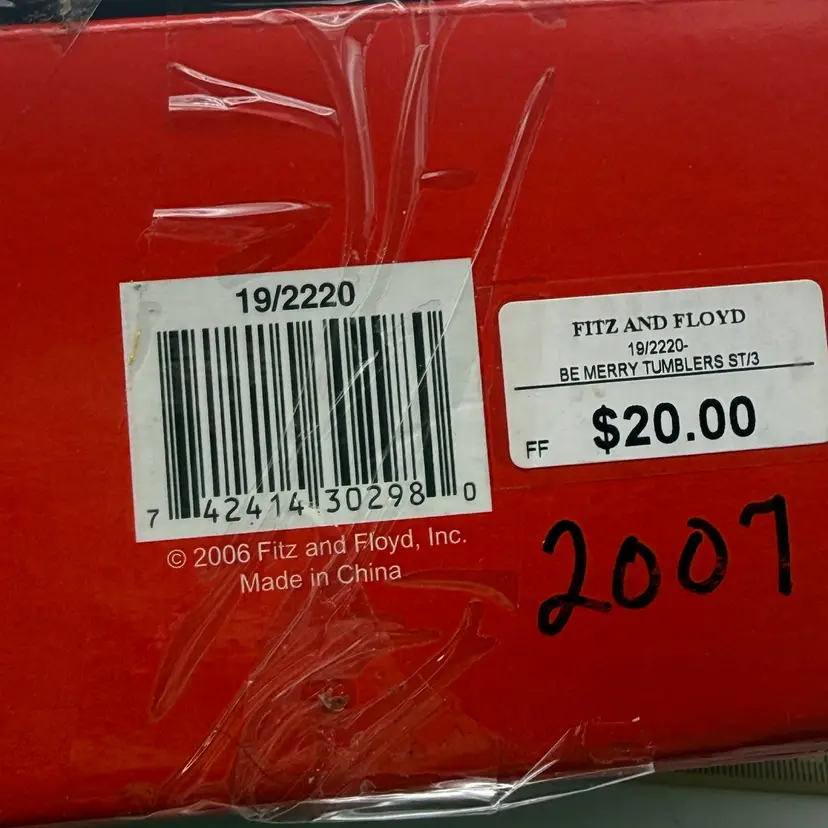 19/2220
7 42414 30298 0
© 2006 Fitz and Floyd, Inc.
Made in China
FITZ AND FLOYD
19/2220-
BE MERRY TUMBLERS ST/3
FF $20.00
2007